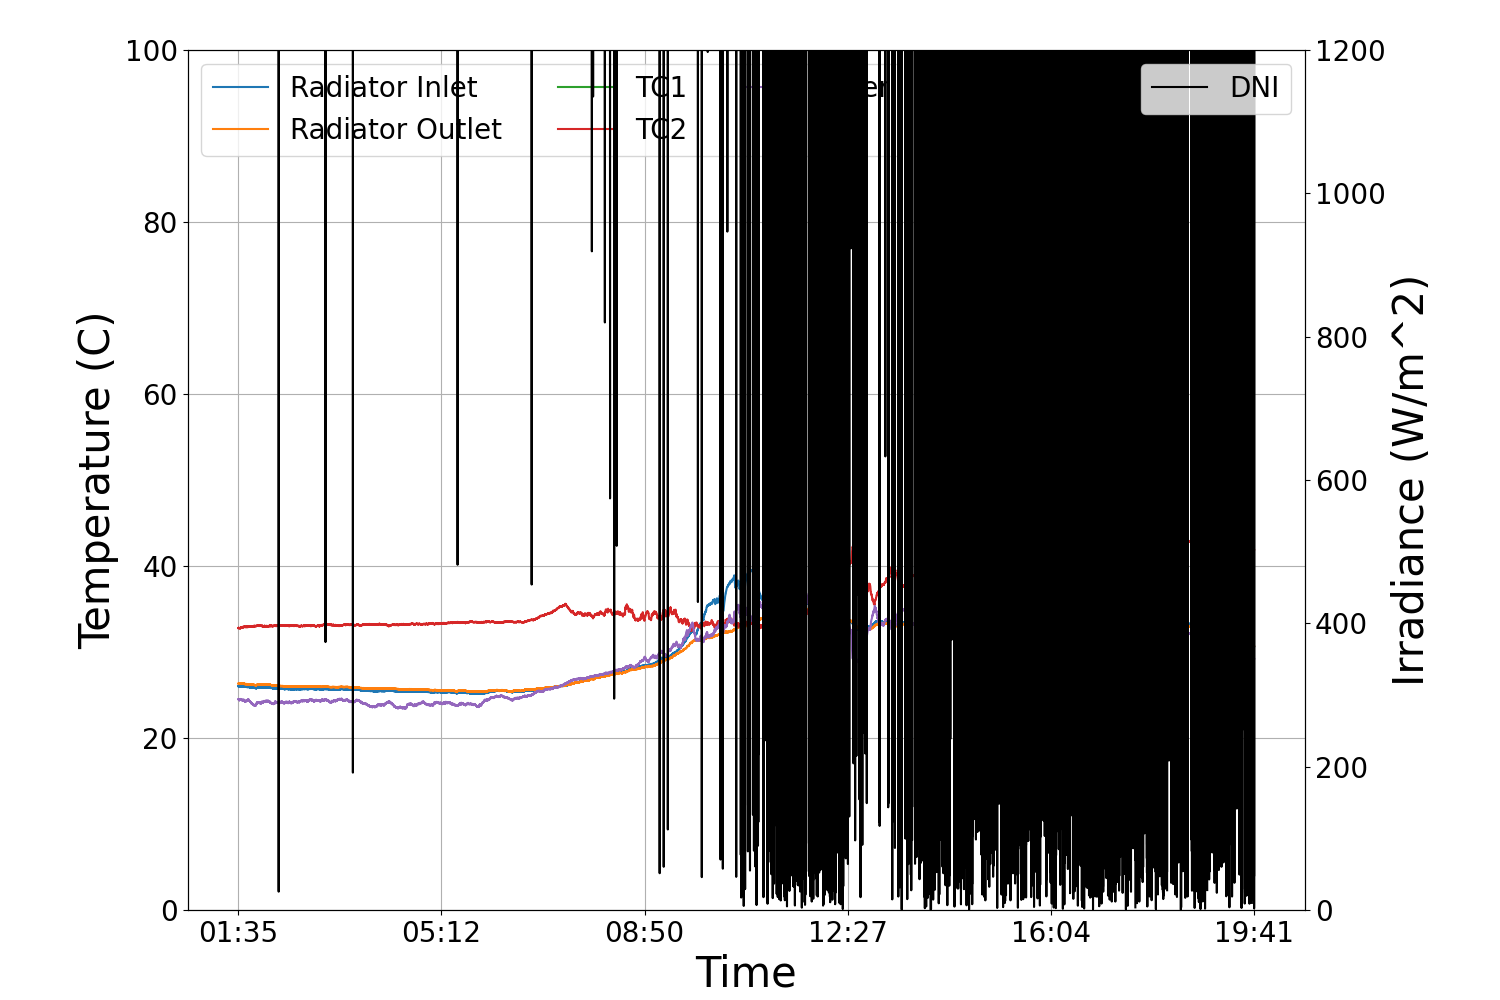 100
80
60
40
20
0
Temperature (C)
Radiator Inlet
Radiator Outlet
TC1
TC2
DNI
1200
1000
800
600
400
200
0
Irradiance (W/m^2)
01:35 05:12 08:50 12:27 16:04 19:41
Time